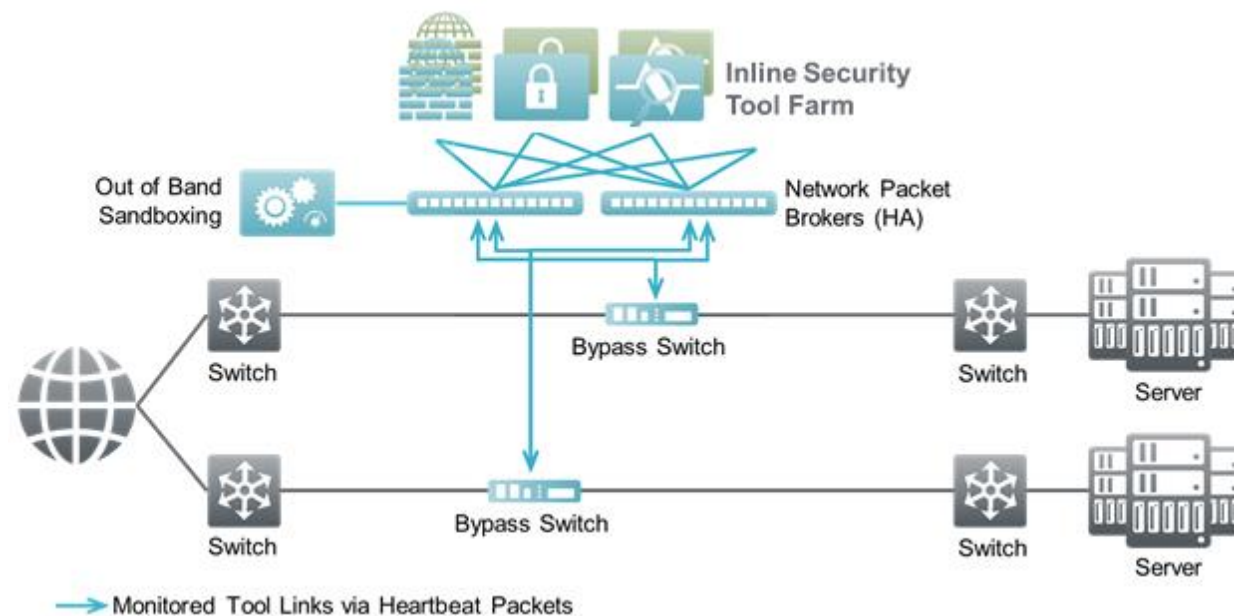 Inline Security
Tool Farm
Out of Band
Sandboxing
Network Packet
Brokers (HA)
Bypass Switch
Switch
Switch
Server
Switch
Bypass Switch
Switch
Server
Monitored Tool Links via Heartbeat Packets